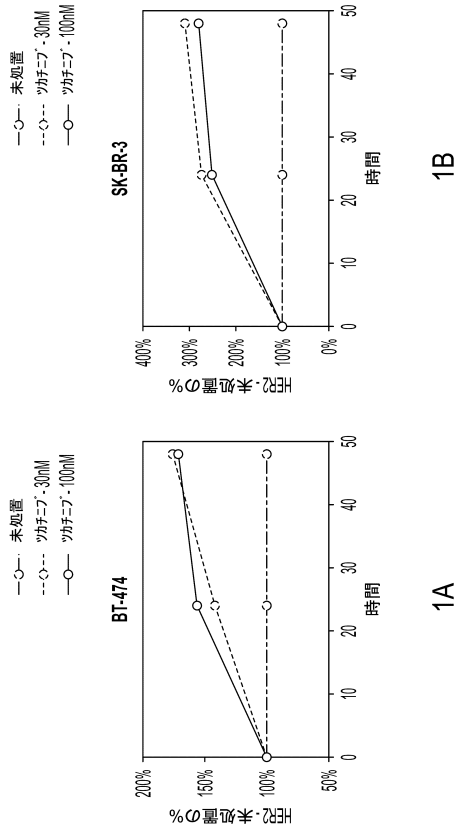 未処置
ツカチニブ - 30nM
ツカチニブ - 100nM
BT-474
HER2 - 未処置の%
200%
150%
100%
50%
0
10
20
30
40
50
時間
1A
未処置
ツカチニブ - 30nM
ツカチニブ - 100nM
SK-BR-3
HER2 - 未処置の%
400%
300%
200%
100%
0%
0
10
20
30
40
50
時間
1B